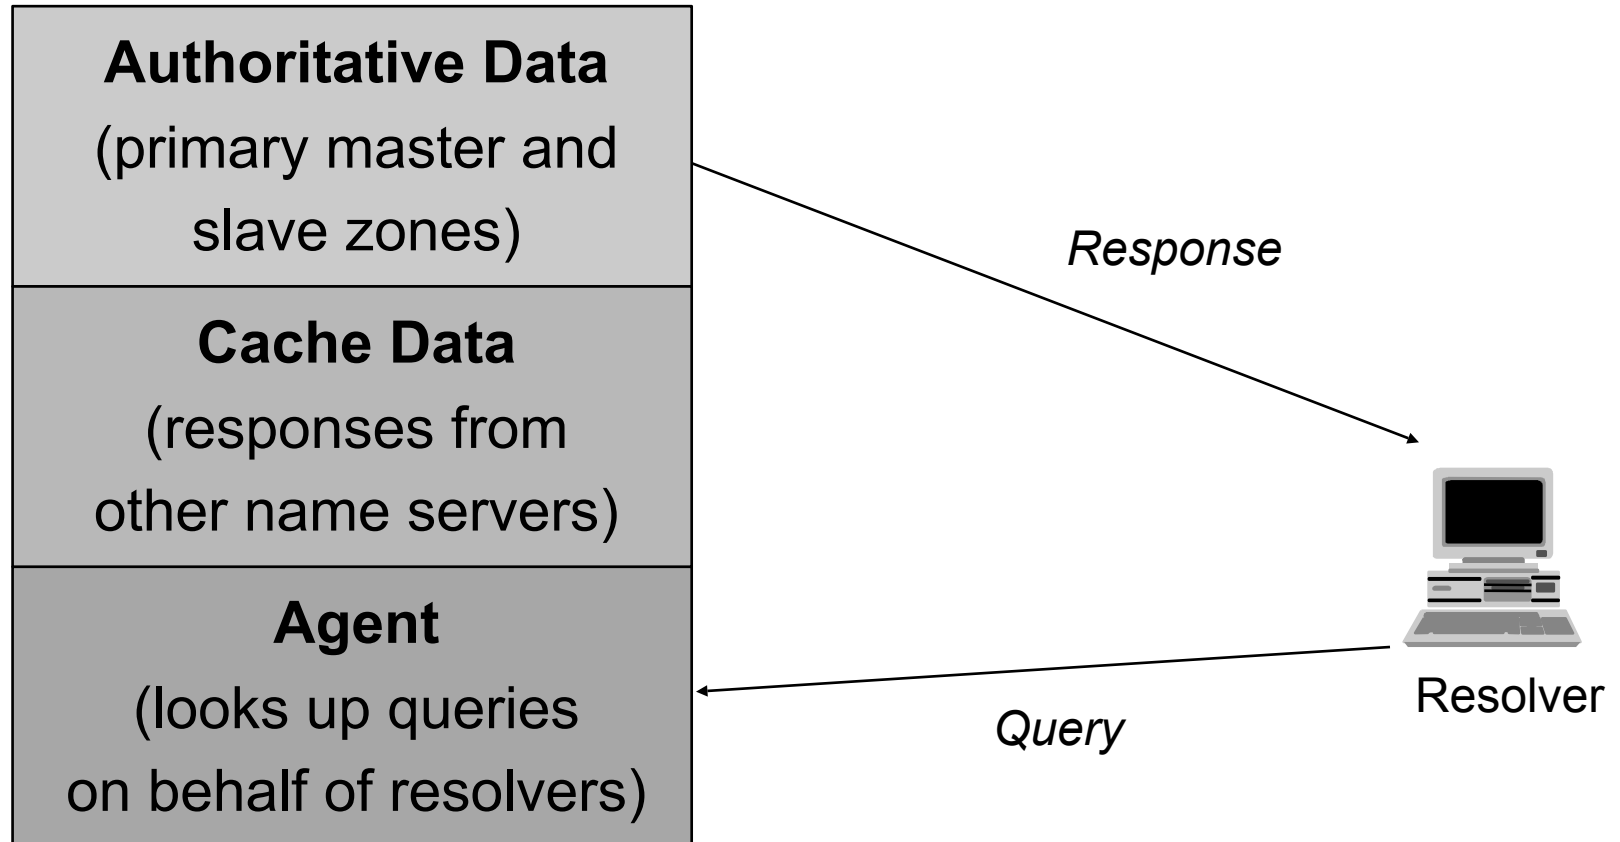 Authoritative Data
(primary master and
slave zones)
Response
Cache Data
(responses from
other name servers)
Agent
(looks up queries
on behalf of resolvers)
Query
Resolver